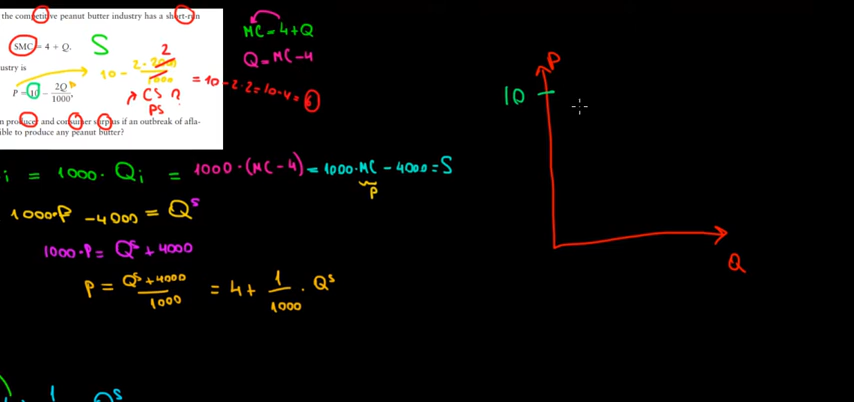 the competitive peanut butter industry has a short-run
SMC = 4 + Q.
S
ustry is
10 - 2·2000/1000 2 = 10 - 2·2 = 10 - 4 = 6
P = 10 - 2Q/1000,
CS ?
PS
n producer and consumer surplus if an outbreak of afla-
ible to produce any peanut butter?
MC = 4 + Q
Q = MC - 4
i = 1000 · Qi = 1000 · (MC - 4) = 1000 · MC - 4000 = S
P
1000·P - 4000 = Q^s
1000·P = Q^s + 4000
P = Q^s + 4000 / 1000 = 4 + 1/1000 · Q^s
1 Q^s
P
10
Q